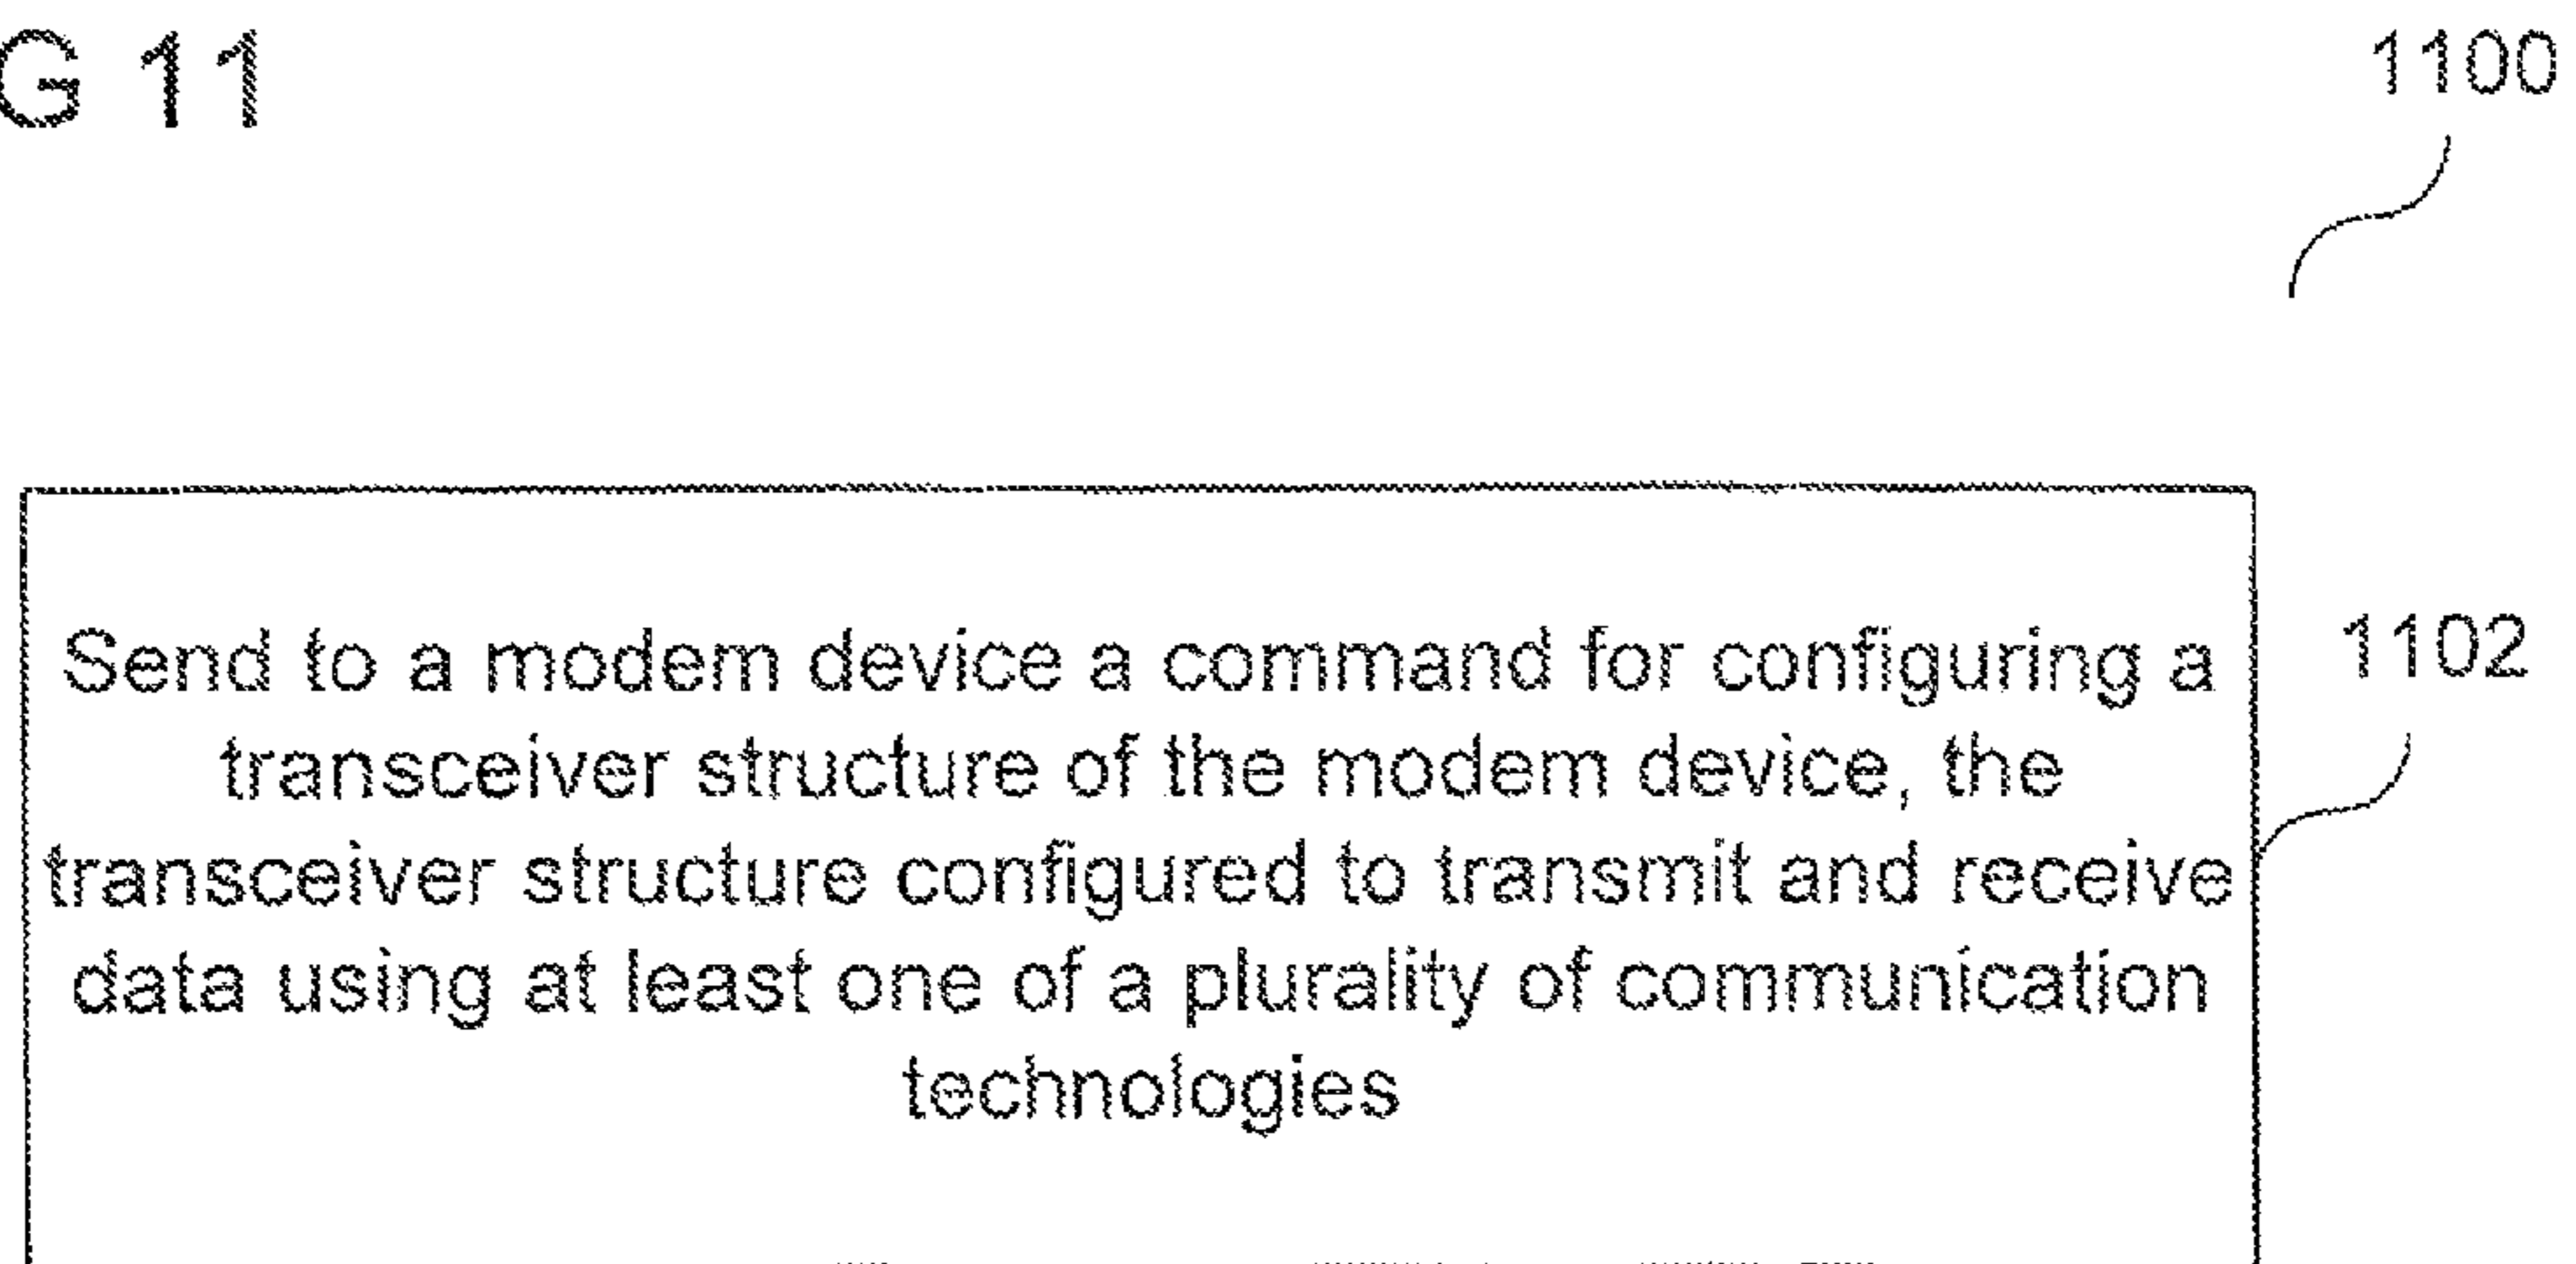 G 11
1100
Send to a modem device a command for configuring a
1102
transceiver structure of the modem device, the
transceiver structure configured to transmit and receive
data using at least one of a plurality of communication
technologies